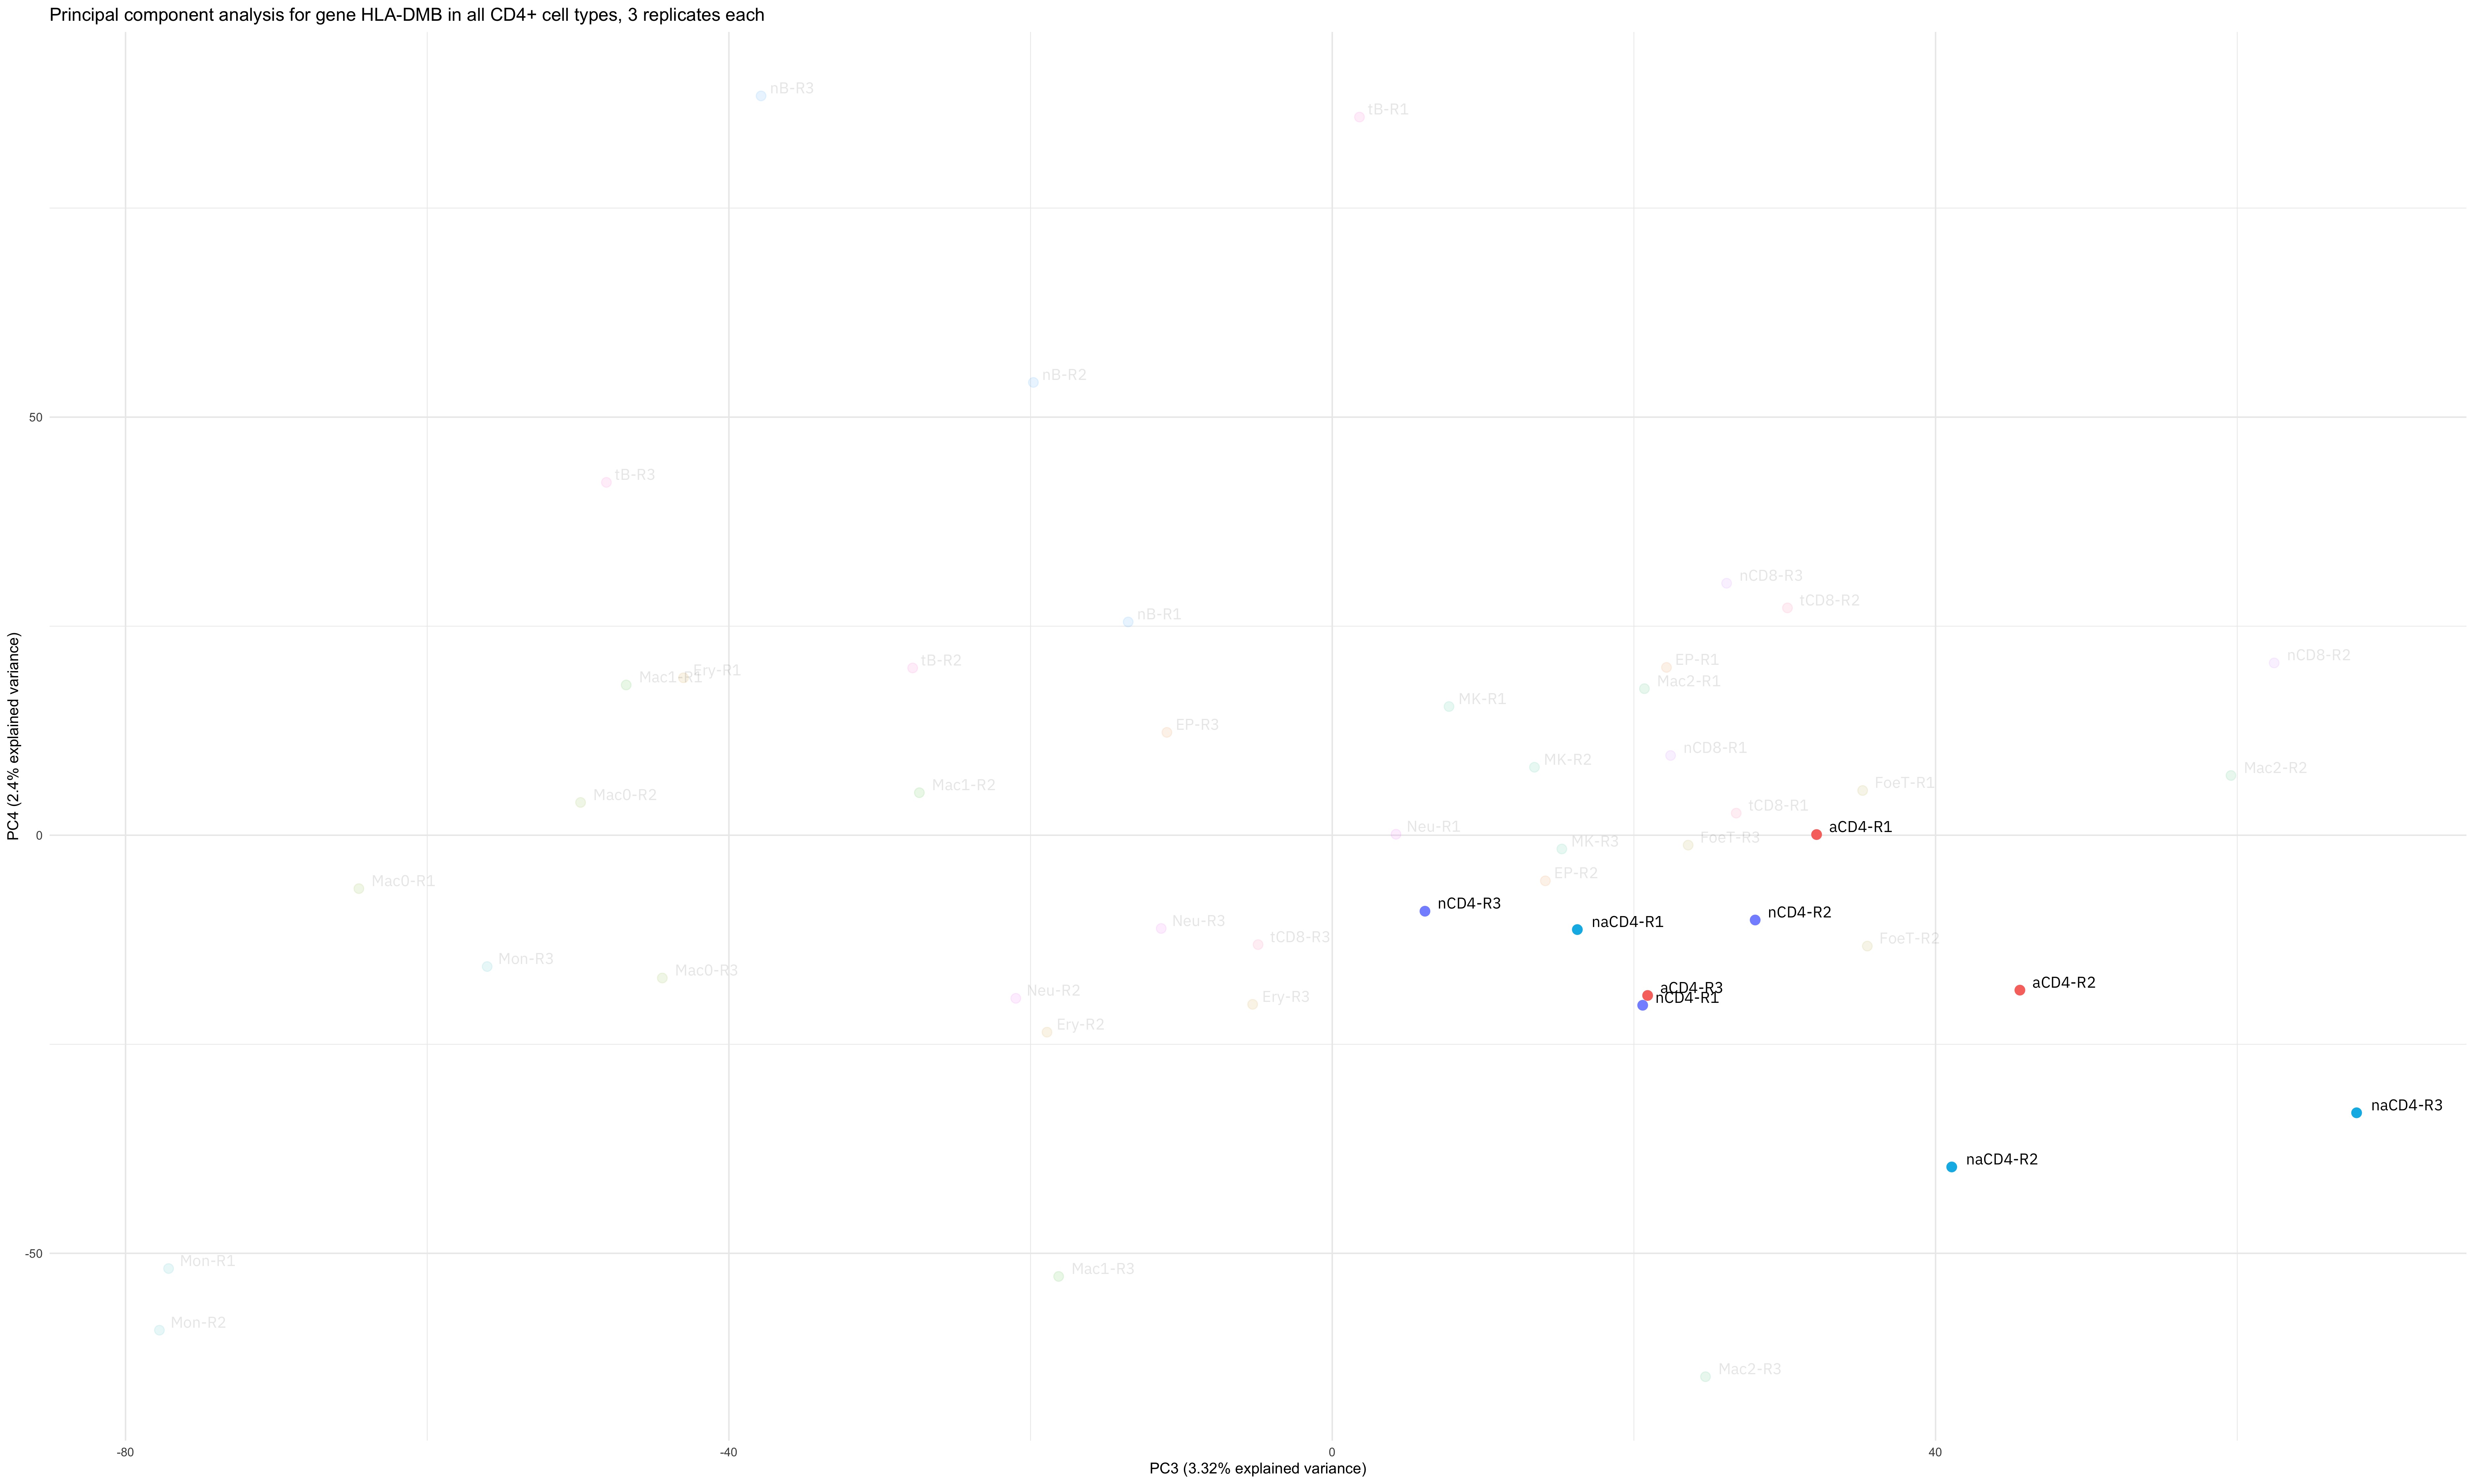 Principal component analysis for gene HLA-DMB in all CD4+ cell types, 3 replicates each
nB-R3
tB-R1
nB-R2
50
tB-R3
nCD8-R3
tCD8-R2
nB-R1
nCD8-R2
tB-R2
EP-R1
Ery-R1
Mac1-R1
Mac2-R1
MK-R1
EP-R3
nCD8-R1
MK-R2
Mac2-R2
FoeT-R1
Mac1-R2
Mac0-R2
tCD8-R1
PC4 (2.4% explained variance)
0
Neu-R1
aCD4-R1
FoeT-R3
MK-R3
EP-R2
Mac0-R1
nCD4-R3
nCD4-R2
Neu-R3
naCD4-R1
tCD8-R3
FoeT-R2
Mon-R3
Mac0-R3
aCD4-R2
aCD4-R3
Neu-R2
Ery-R3
nCD4-R1
Ery-R2
naCD4-R3
naCD4-R2
-50
Mon-R1
Mac1-R3
Mon-R2
Mac2-R3
-80
-40
0
40
PC3 (3.32% explained variance)